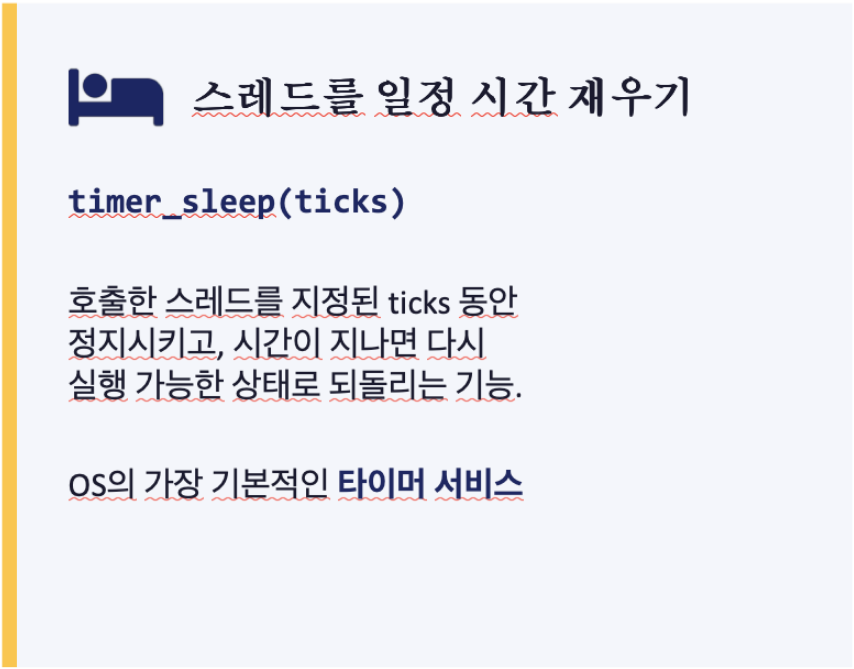 스레드를 일정 시간 재우기
timer_sleep(ticks)
호출한 스레드를 지정된 ticks 동안
정지시키고, 시간이 지나면 다시
실행 가능한 상태로 되돌리는 기능.
OS의 가장 기본적인 타이머 서비스